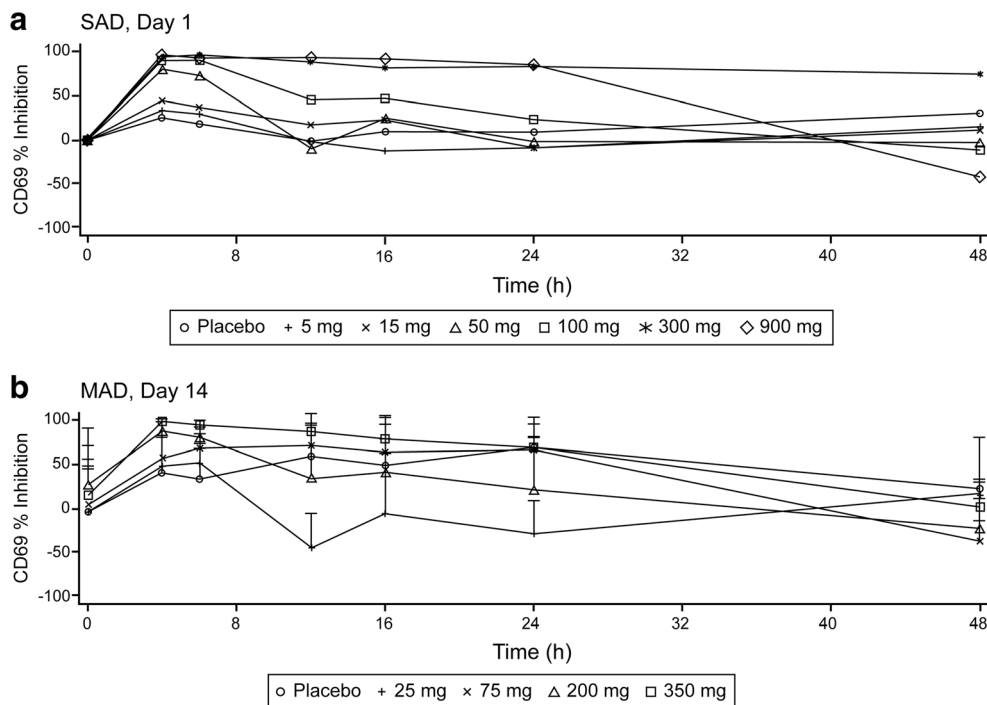 a SAD, Day 1
CD69 % Inhibition
100
50
0
-50
-100
0 8 12 16 24 32 40 48
Time (h)
Placebo + 5 mg × 15 mg △ 50 mg □ 100 mg ∗ 300 mg ◇ 900 mg
b MAD, Day 14
CD69 % Inhibition
100
50
0
-50
-100
0 8 12 16 24 32 40 48
Time (h)
Placebo + 25 mg × 75 mg △ 200 mg □ 350 mg